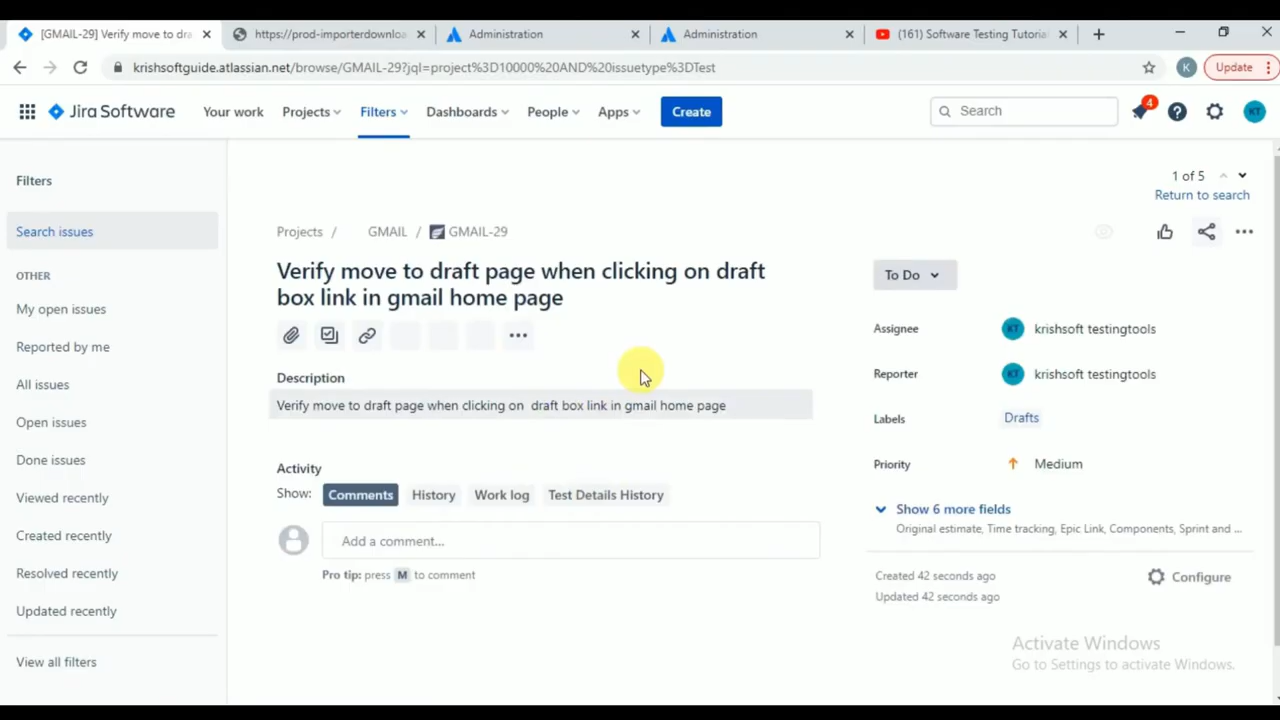 [GMAIL-29] Verify move to dra
https://prod-importerdownloa
Administration
Administration
(161) Software Testing Tutoria
krishsoftguide.atlassian.net/browse/GMAIL-29?jql=project%3D10000%20AND%20issuetype%3DTest
K
Update
Jira Software
Your work
Projects
Filters
Dashboards
People
Apps
Create
Search
4
KT
Filters
Search issues
OTHER
My open issues
Reported by me
All issues
Open issues
Done issues
Viewed recently
Created recently
Resolved recently
Updated recently
View all filters
1 of 5
Return to search
Projects / GMAIL / GMAIL-29
Verify move to draft page when clicking on draft
box link in gmail home page
Description
Verify move to draft page when clicking on draft box link in gmail home page
Activity
Show: Comments History Work log Test Details History
Add a comment...
Pro tip: press M to comment
To Do
Assignee KT krishsoft testingtools
Reporter KT krishsoft testingtools
Labels Drafts
Priority Medium
Show 6 more fields
Original estimate, Time tracking, Epic Link, Components, Sprint and ...
Created 42 seconds ago
Updated 42 seconds ago
Configure
Activate Windows
Go to Settings to activate Windows.